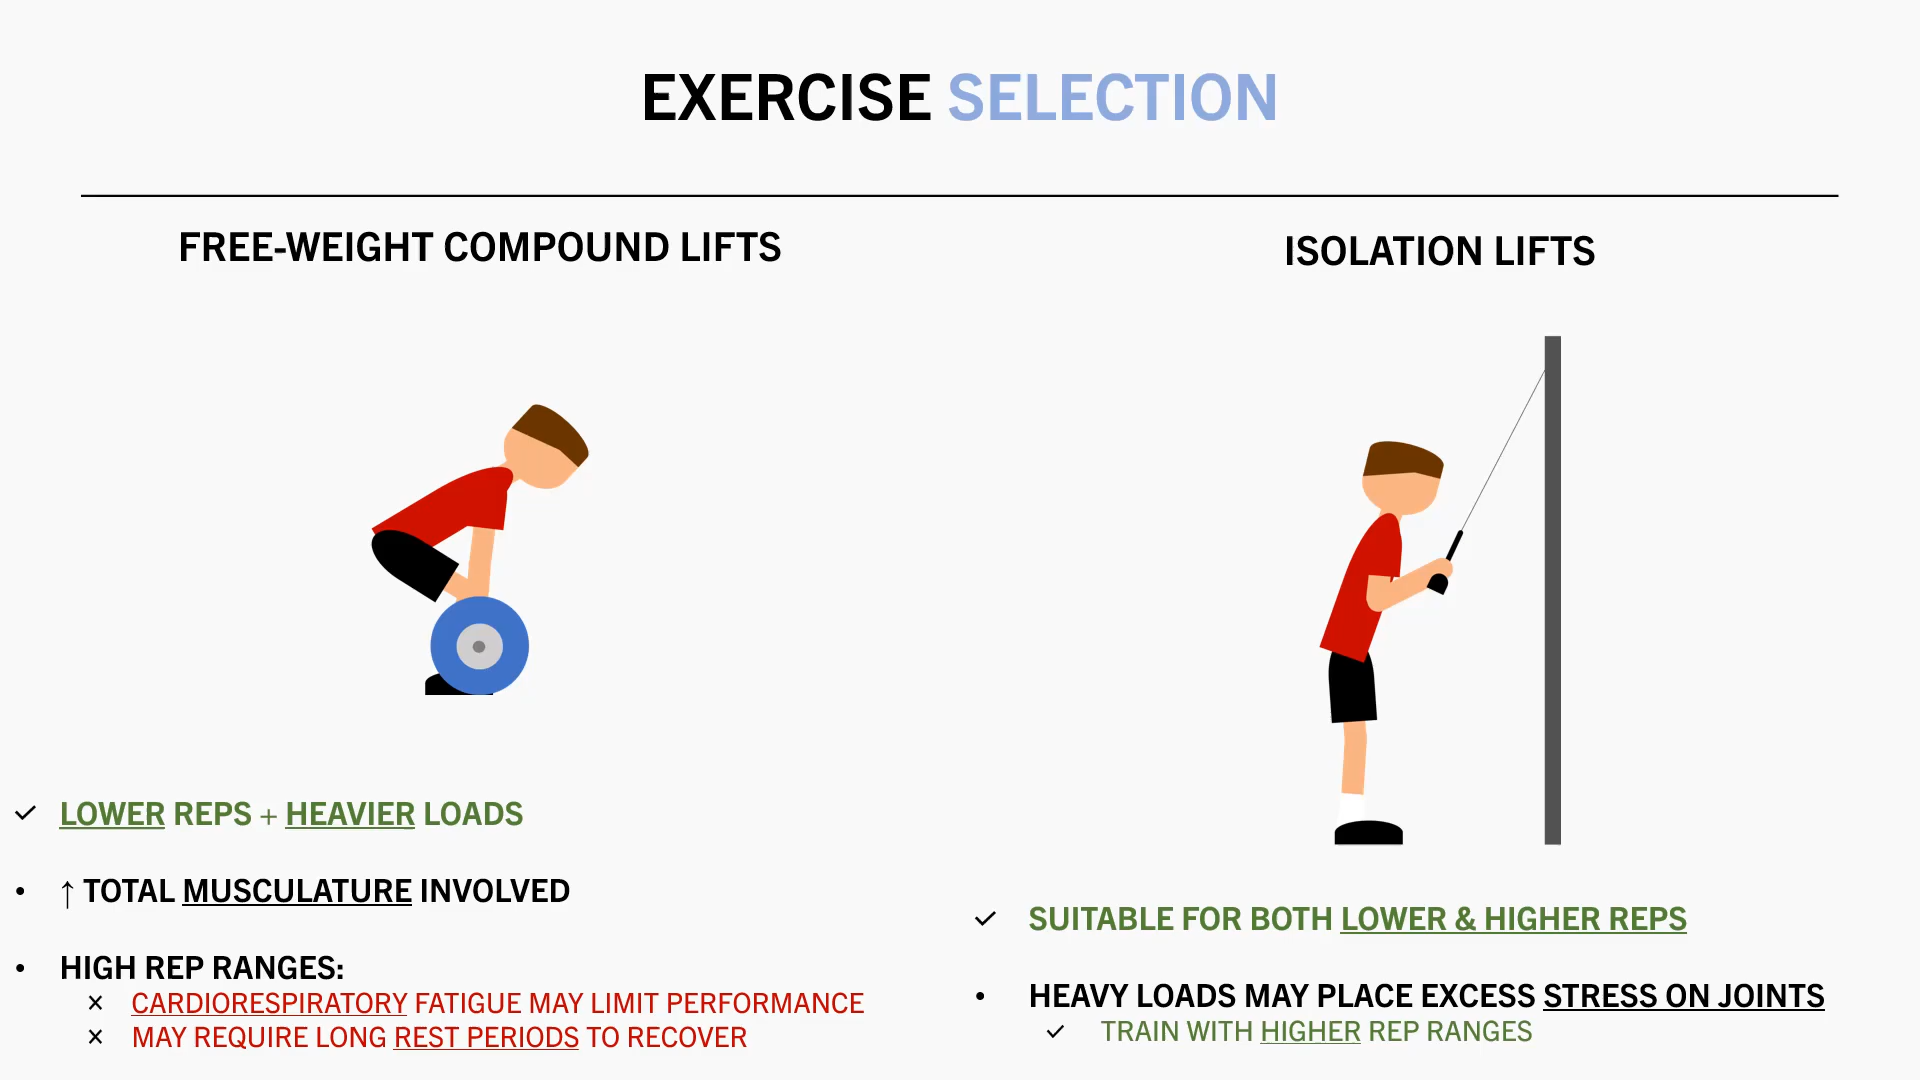 EXERCISE SELECTION
FREE-WEIGHT COMPOUND LIFTS
✓ LOWER REPS + HEAVIER LOADS
• ↑ TOTAL MUSCULATURE INVOLVED
• HIGH REP RANGES:
× CARDIORESPIRATORY FATIGUE MAY LIMIT PERFORMANCE
× MAY REQUIRE LONG REST PERIODS TO RECOVER
ISOLATION LIFTS
✓ SUITABLE FOR BOTH LOWER & HIGHER REPS
• HEAVY LOADS MAY PLACE EXCESS STRESS ON JOINTS
✓ TRAIN WITH HIGHER REP RANGES